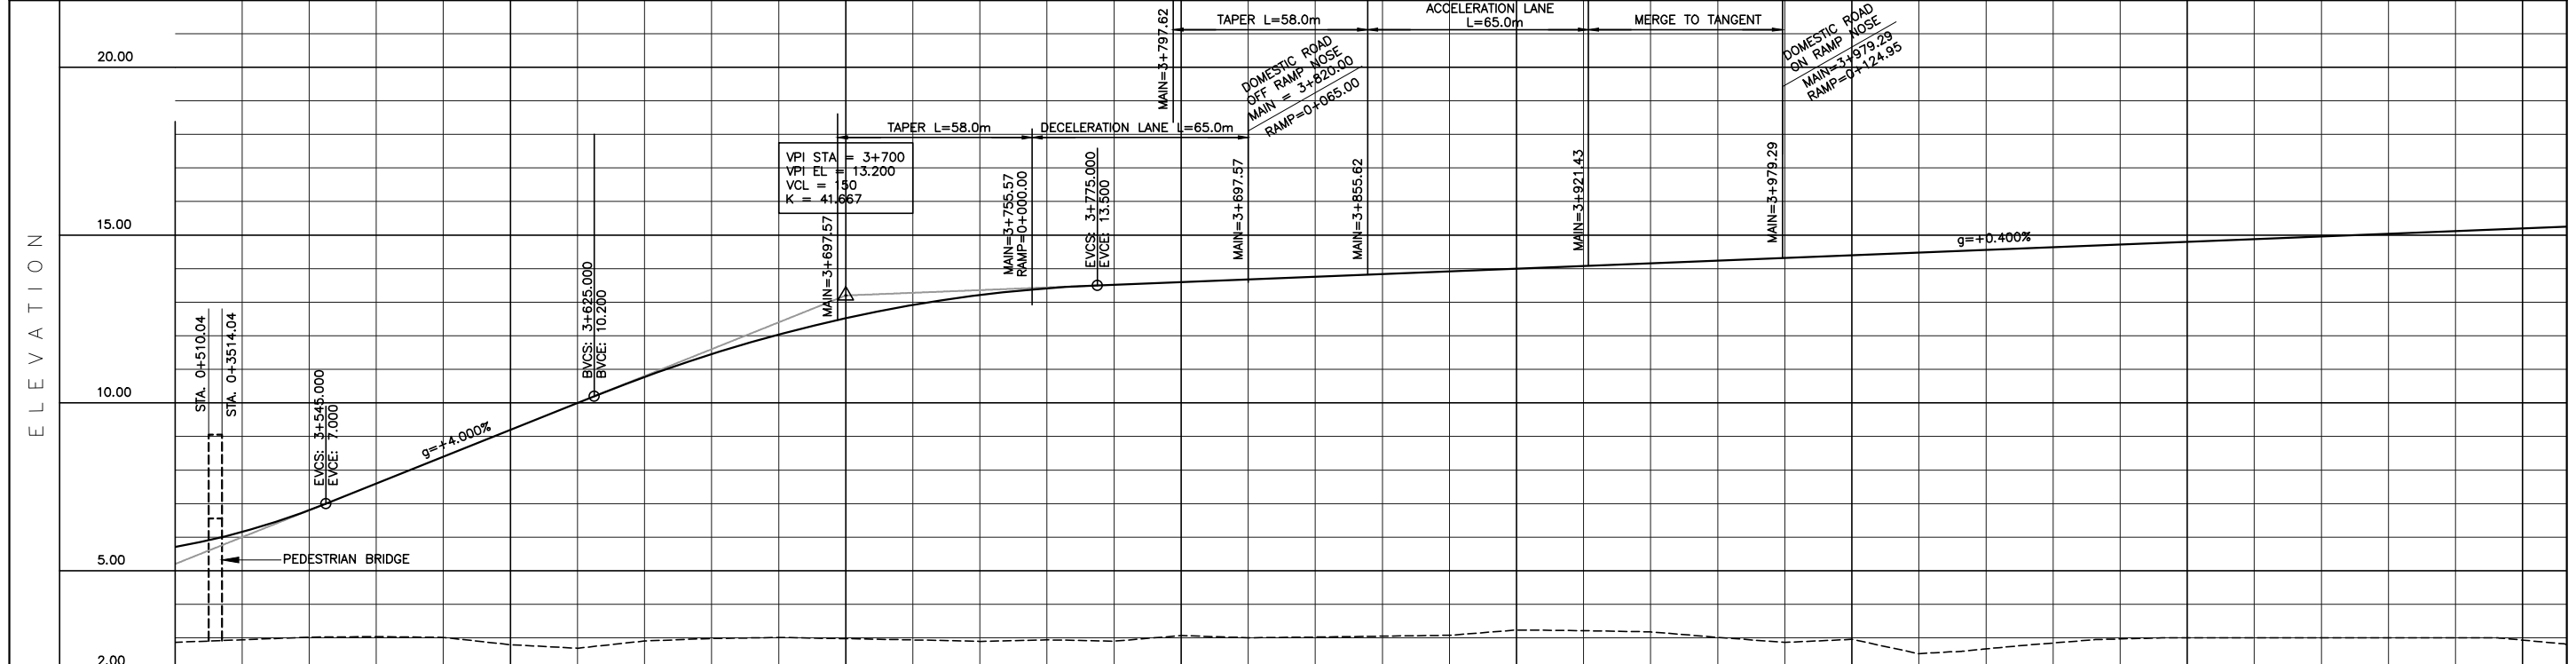 ELEVATION
20.00
15.00
10.00
5.00
2.00
STA. 0+510.04
STA. 0+3514.04
PEDESTRIAN BRIDGE
EVCS: 3+545.000
EVCE: 7.000
g=+4.000%
BVCS: 3+625.000
BVCE: 10.200
VPI STA = 3+700
VPI EL = 13.200
VCL = 150
K = 41.667
MAIN=3+697.57
TAPER L=58.0m
DECELERATION LANE L=65.0m
MAIN=3+755.57
RAMP=0+000.00
EVCS: 3+775.000
EVCE: 13.500
MAIN=3+797.62
TAPER L=58.0m
ACCELERATION LANE
L=65.0m
MERGE TO TANGENT
DOMESTIC ROAD
OFF RAMP NOSE
MAIN = 3+820.00
RAMP=0+065.00
MAIN=3+697.57
MAIN=3+855.62
MAIN=3+921.43
MAIN=3+979.29
DOMESTIC ROAD
ON RAMP NOSE
MAIN=3+979.29
RAMP=0+124.95
g=+0.400%